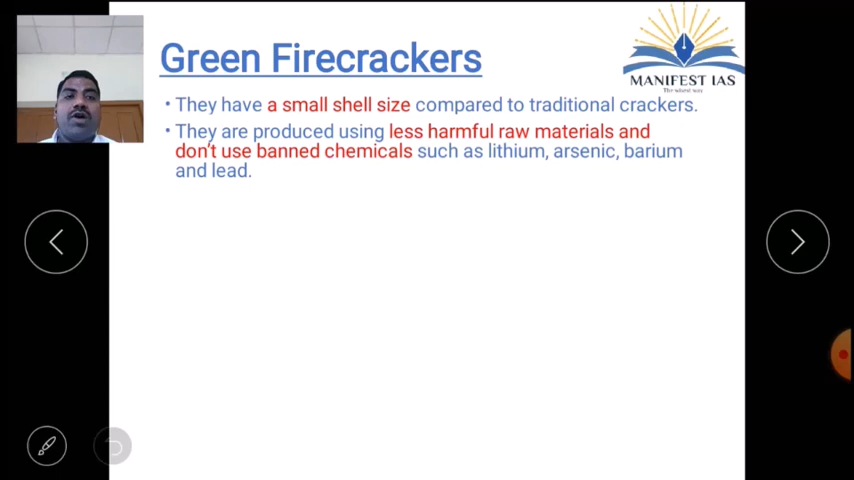 Green Firecrackers
MANIFEST IAS
• They have a small shell size compared to traditional crackers.
• They are produced using less harmful raw materials and
don't use banned chemicals such as lithium, arsenic, barium
and lead.